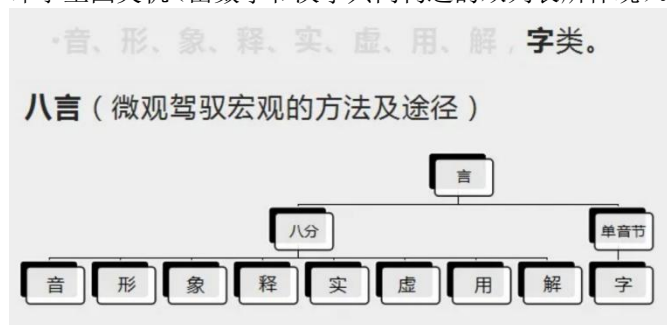 ·音、形、象、释、实、虚、用、解，字类。
八言（微观驾驭宏观的方法及途径）
言
八分 单音节
音 形 象 释 实 虚 用 解 字